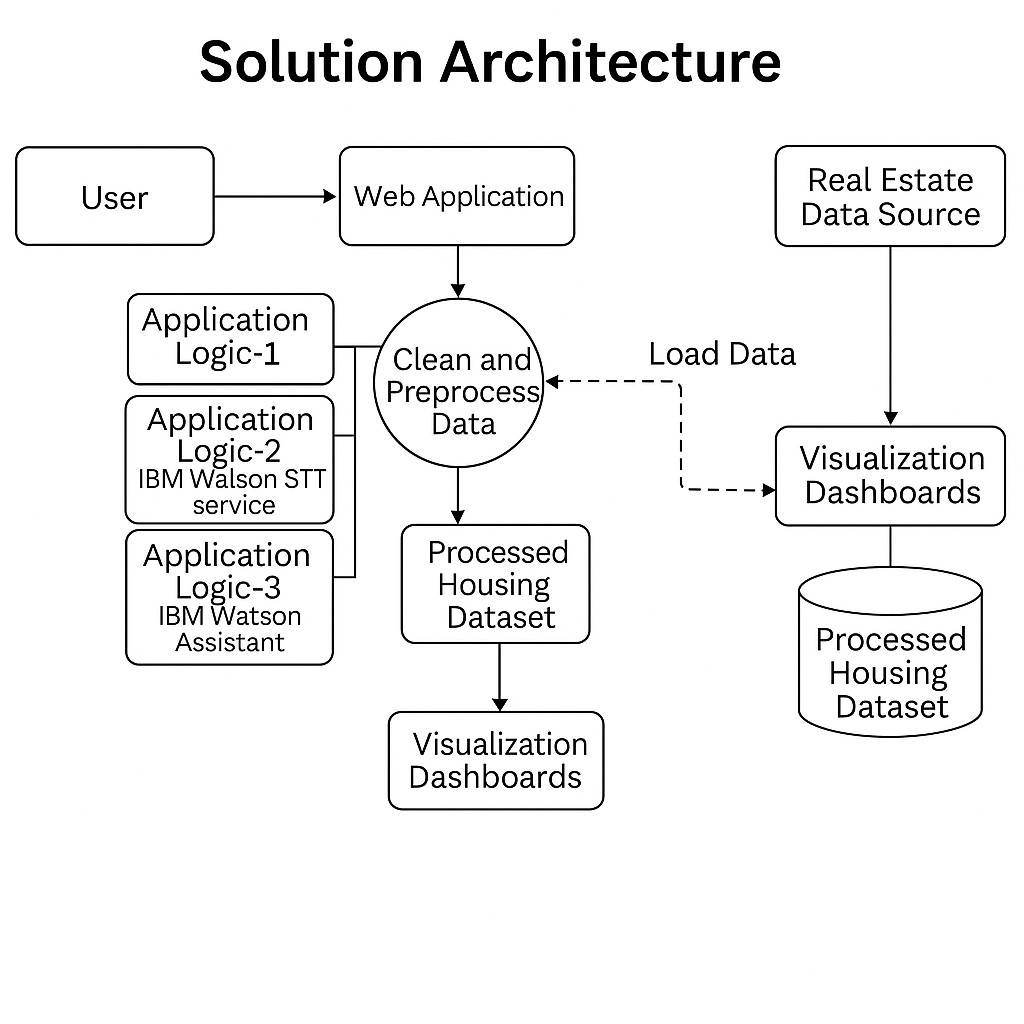 Solution Architecture
User
Web Application
Real Estate
Data Source
Application
Logic-1
Clean and
Preprocess
Data
Load Data
Application
Logic-2
IBM Walson STT
service
Visualization
Dashboards
Application
Logic-3
IBM Watson
Assistant
Processed
Housing
Dataset
Processed
Housing
Dataset
Visualization
Dashboards